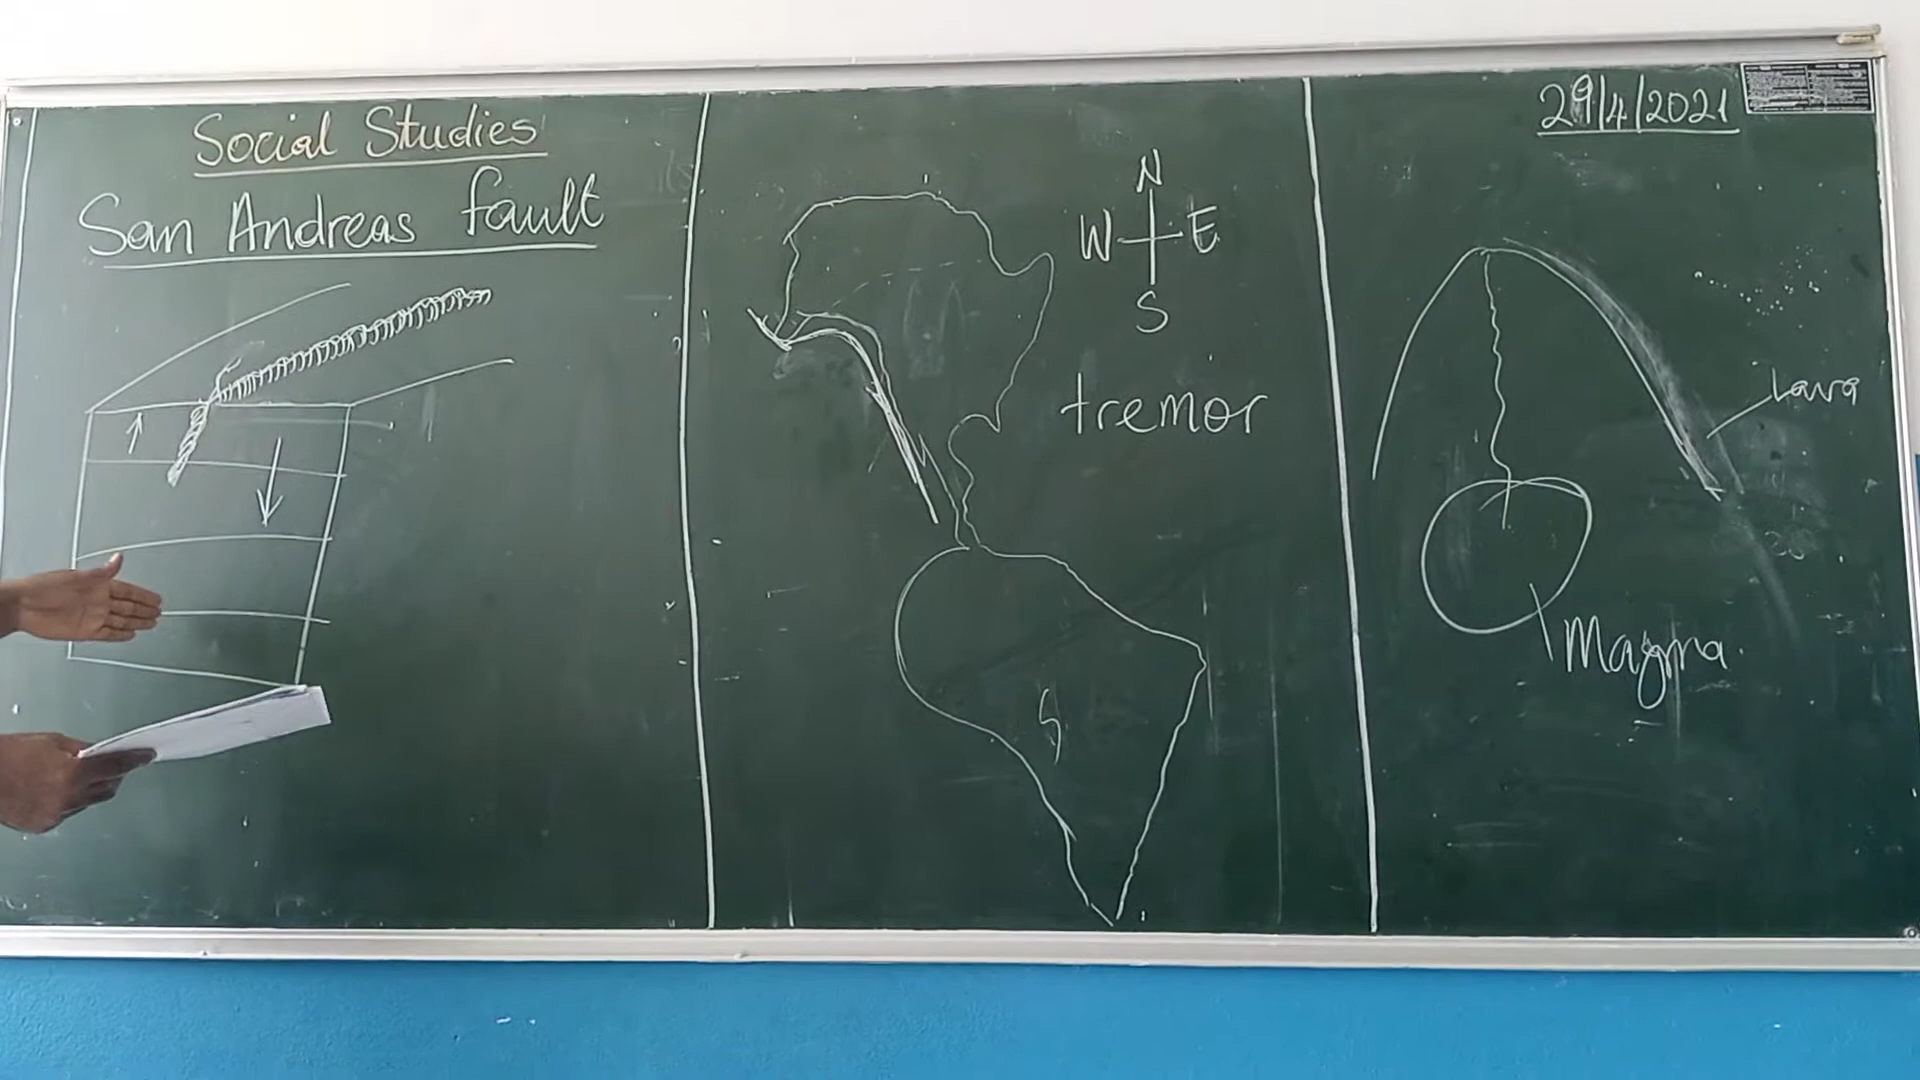 Social Studies
San Andreas fault
N
W E
S
tremor
S
29/4/2021
Lava
Magma.